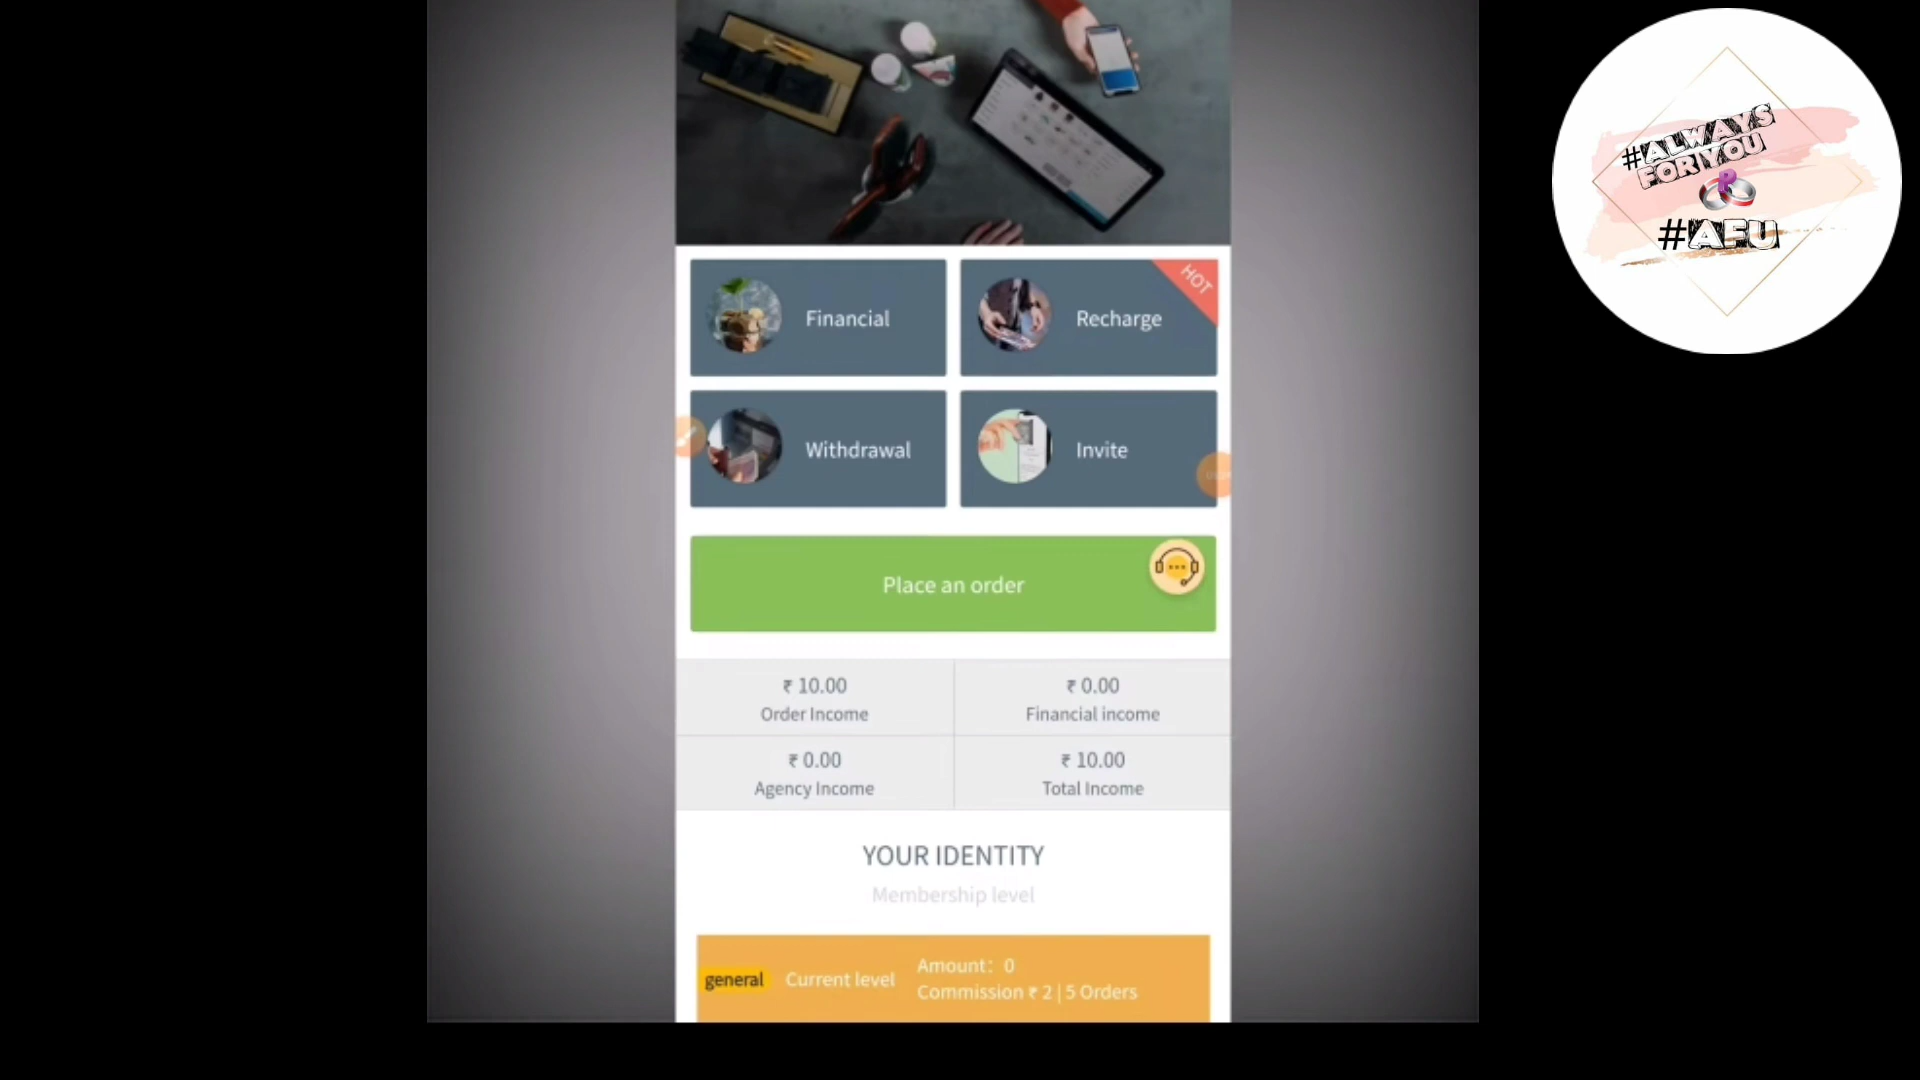 #ALWAYS
FOR YOU
#AFU
HOT
Financial
Recharge
Withdrawal
Invite
Place an order
₹ 10.00
Order Income
₹ 0.00
Financial income
₹ 0.00
Agency Income
₹ 10.00
Total Income
YOUR IDENTITY
Membership level
general
Current level
Amount: 0
Commission ₹ 2 | 5 Orders